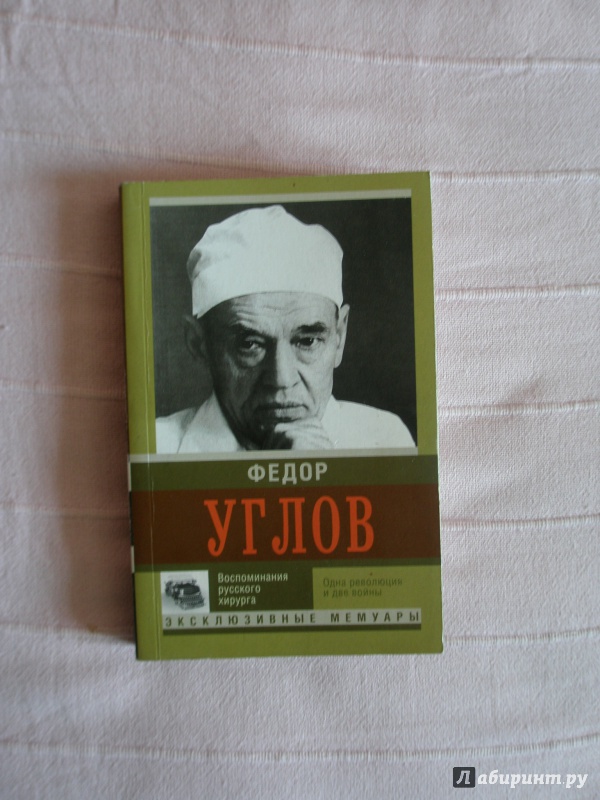 ФЕДОР
УГЛОВ
Воспоминания
русского
хирурга
Одна революция
и две войны
ЭКСКЛЮЗИВНЫЕ МЕМУАРЫ
Лабиринт.ру